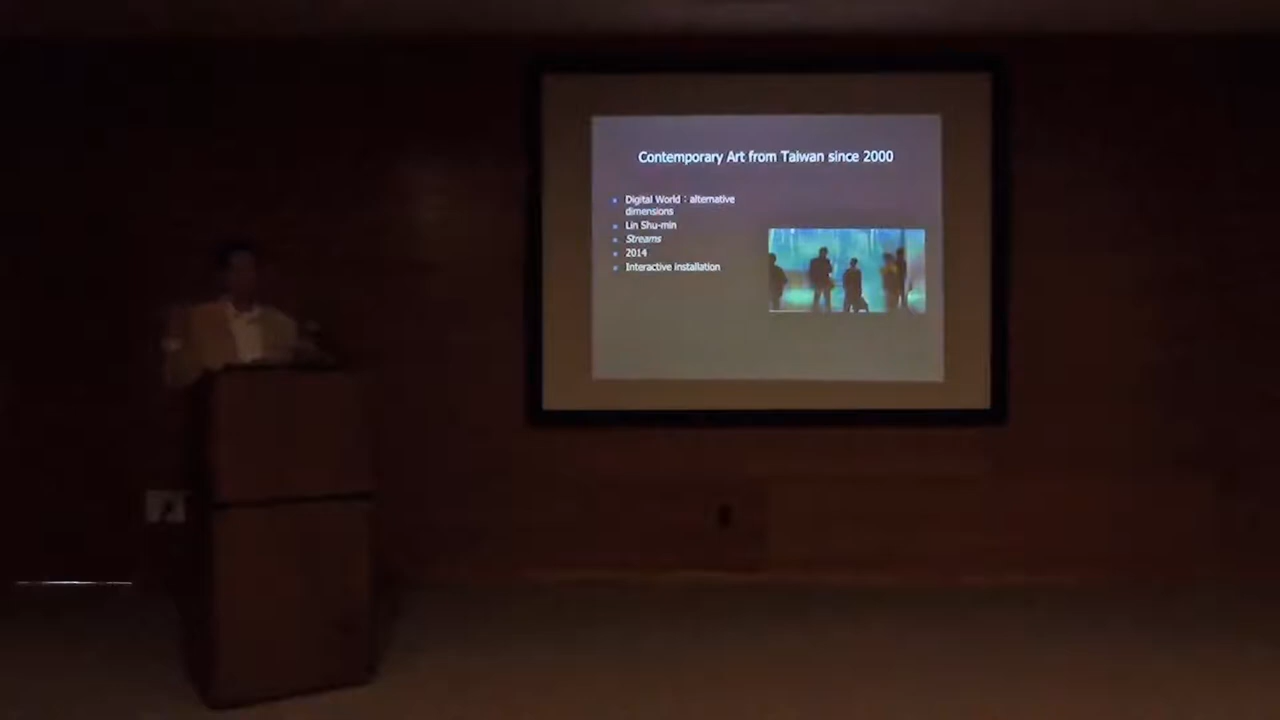 Contemporary Art from Taiwan since 2000
Digital World：alternative
dimensions
Lin Shu-min
Streams
2014
Interactive installation